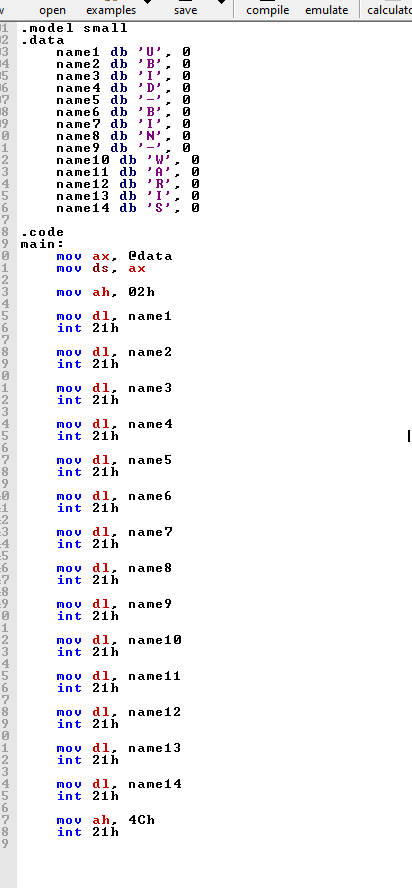 open examples save compile emulate
.model small
.data
name1 db 'U', 0
name2 db 'B', 0
name3 db 'I', 0
name4 db 'D', 0
name5 db '-', 0
name6 db 'B', 0
name7 db 'I', 0
name8 db 'N', 0
name9 db '-', 0
name10 db 'W', 0
name11 db 'A', 0
name12 db 'R', 0
name13 db 'I', 0
name14 db 'S', 0
.code
main:
mov ax, @data
mov ds, ax
mov ah, 02h
mov dl, name1
int 21h
mov dl, name2
int 21h
mov dl, name3
int 21h
mov dl, name4
int 21h
mov dl, name5
int 21h
mov dl, name6
int 21h
mov dl, name7
int 21h
mov dl, name8
int 21h
mov dl, name9
int 21h
mov dl, name10
int 21h
mov dl, name11
int 21h
mov dl, name12
int 21h
mov dl, name13
int 21h
mov dl, name14
int 21h
mov ah, 4Ch
int 21h